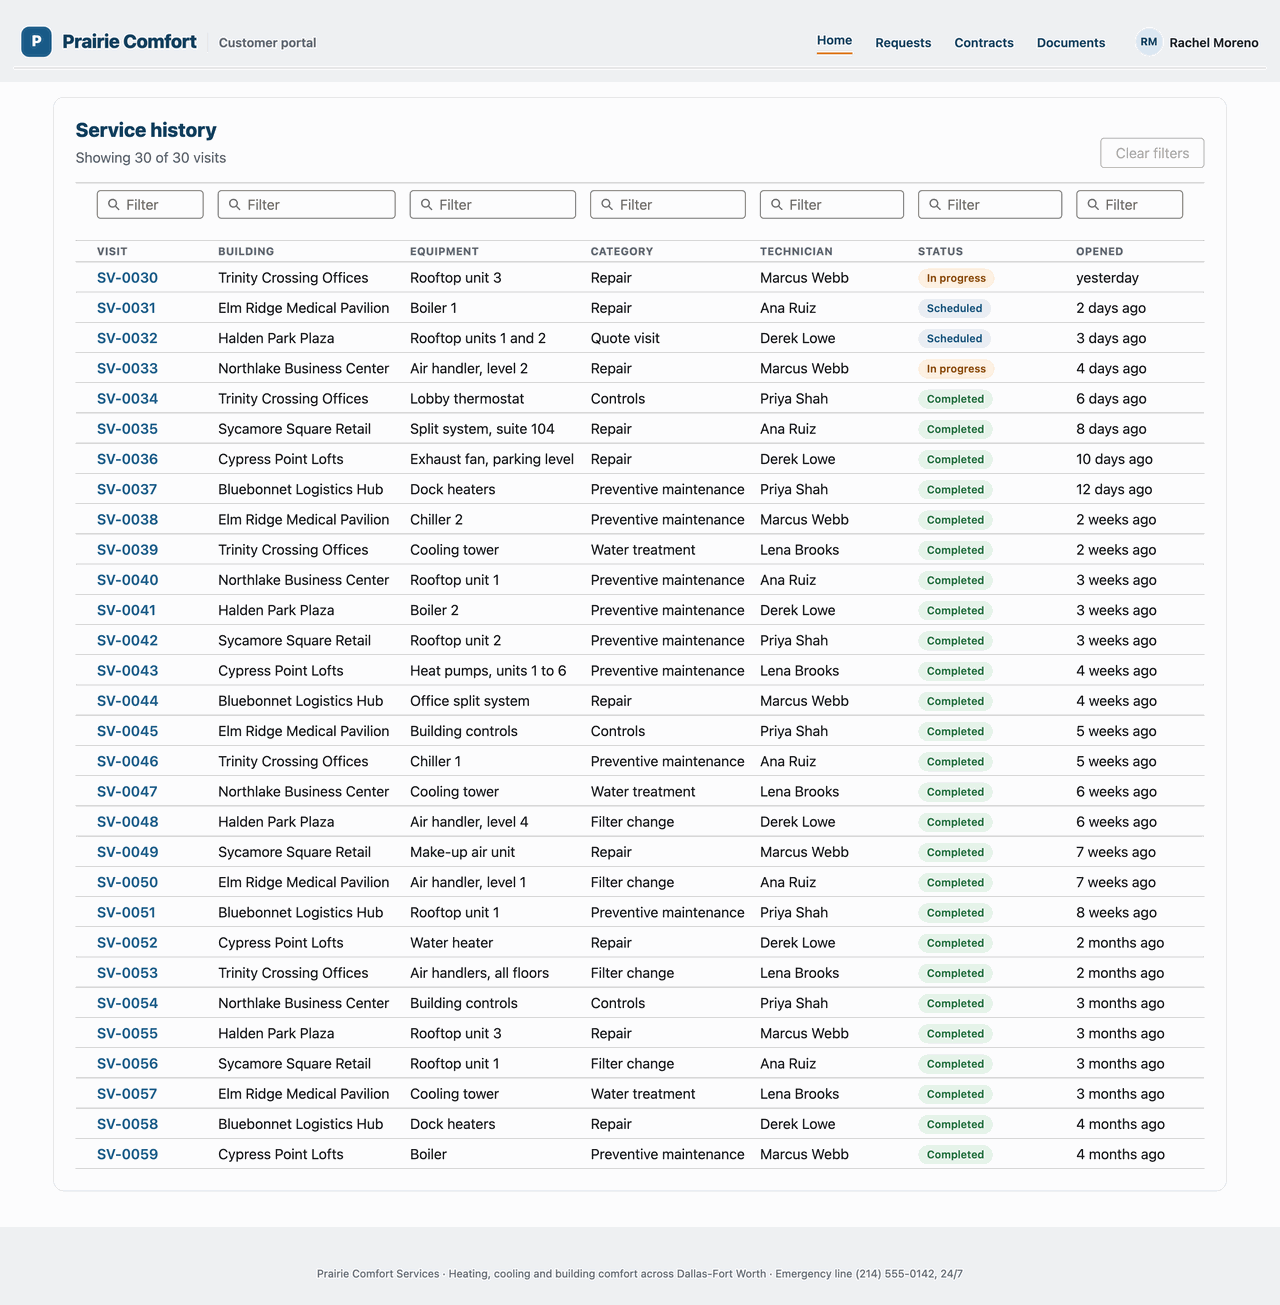 P Prairie Comfort Customer portal Home Requests Contracts Documents RM Rachel Moreno
Service history
Showing 30 of 30 visits
Clear filters
Filter Filter Filter Filter Filter Filter Filter
VISIT BUILDING EQUIPMENT CATEGORY TECHNICIAN STATUS OPENED
SV-0030 Trinity Crossing Offices Rooftop unit 3 Repair Marcus Webb In progress yesterday
SV-0031 Elm Ridge Medical Pavilion Boiler 1 Repair Ana Ruiz Scheduled 2 days ago
SV-0032 Halden Park Plaza Rooftop units 1 and 2 Quote visit Derek Lowe Scheduled 3 days ago
SV-0033 Northlake Business Center Air handler, level 2 Repair Marcus Webb In progress 4 days ago
SV-0034 Trinity Crossing Offices Lobby thermostat Controls Priya Shah Completed 6 days ago
SV-0035 Sycamore Square Retail Split system, suite 104 Repair Ana Ruiz Completed 8 days ago
SV-0036 Cypress Point Lofts Exhaust fan, parking level Repair Derek Lowe Completed 10 days ago
SV-0037 Bluebonnet Logistics Hub Dock heaters Preventive maintenance Priya Shah Completed 12 days ago
SV-0038 Elm Ridge Medical Pavilion Chiller 2 Preventive maintenance Marcus Webb Completed 2 weeks ago
SV-0039 Trinity Crossing Offices Cooling tower Water treatment Lena Brooks Completed 2 weeks ago
SV-0040 Northlake Business Center Rooftop unit 1 Preventive maintenance Ana Ruiz Completed 3 weeks ago
SV-0041 Halden Park Plaza Boiler 2 Preventive maintenance Derek Lowe Completed 3 weeks ago
SV-0042 Sycamore Square Retail Rooftop unit 2 Preventive maintenance Priya Shah Completed 3 weeks ago
SV-0043 Cypress Point Lofts Heat pumps, units 1 to 6 Preventive maintenance Lena Brooks Completed 4 weeks ago
SV-0044 Bluebonnet Logistics Hub Office split system Repair Marcus Webb Completed 4 weeks ago
SV-0045 Elm Ridge Medical Pavilion Building controls Controls Priya Shah Completed 5 weeks ago
SV-0046 Trinity Crossing Offices Chiller 1 Preventive maintenance Ana Ruiz Completed 5 weeks ago
SV-0047 Northlake Business Center Cooling tower Water treatment Lena Brooks Completed 6 weeks ago
SV-0048 Halden Park Plaza Air handler, level 4 Filter change Derek Lowe Completed 6 weeks ago
SV-0049 Sycamore Square Retail Make-up air unit Repair Marcus Webb Completed 7 weeks ago
SV-0050 Elm Ridge Medical Pavilion Air handler, level 1 Filter change Ana Ruiz Completed 7 weeks ago
SV-0051 Bluebonnet Logistics Hub Rooftop unit 1 Preventive maintenance Priya Shah Completed 8 weeks ago
SV-0052 Cypress Point Lofts Water heater Repair Derek Lowe Completed 2 months ago
SV-0053 Trinity Crossing Offices Air handlers, all floors Filter change Lena Brooks Completed 2 months ago
SV-0054 Northlake Business Center Building controls Controls Priya Shah Completed 3 months ago
SV-0055 Halden Park Plaza Rooftop unit 3 Repair Marcus Webb Completed 3 months ago
SV-0056 Sycamore Square Retail Rooftop unit 1 Filter change Ana Ruiz Completed 3 months ago
SV-0057 Elm Ridge Medical Pavilion Cooling tower Water treatment Lena Brooks Completed 3 months ago
SV-0058 Bluebonnet Logistics Hub Dock heaters Repair Derek Lowe Completed 4 months ago
SV-0059 Cypress Point Lofts Boiler Preventive maintenance Marcus Webb Completed 4 months ago
Prairie Comfort Services · Heating, cooling and building comfort across Dallas-Fort Worth · Emergency line (214) 555-0142, 24/7